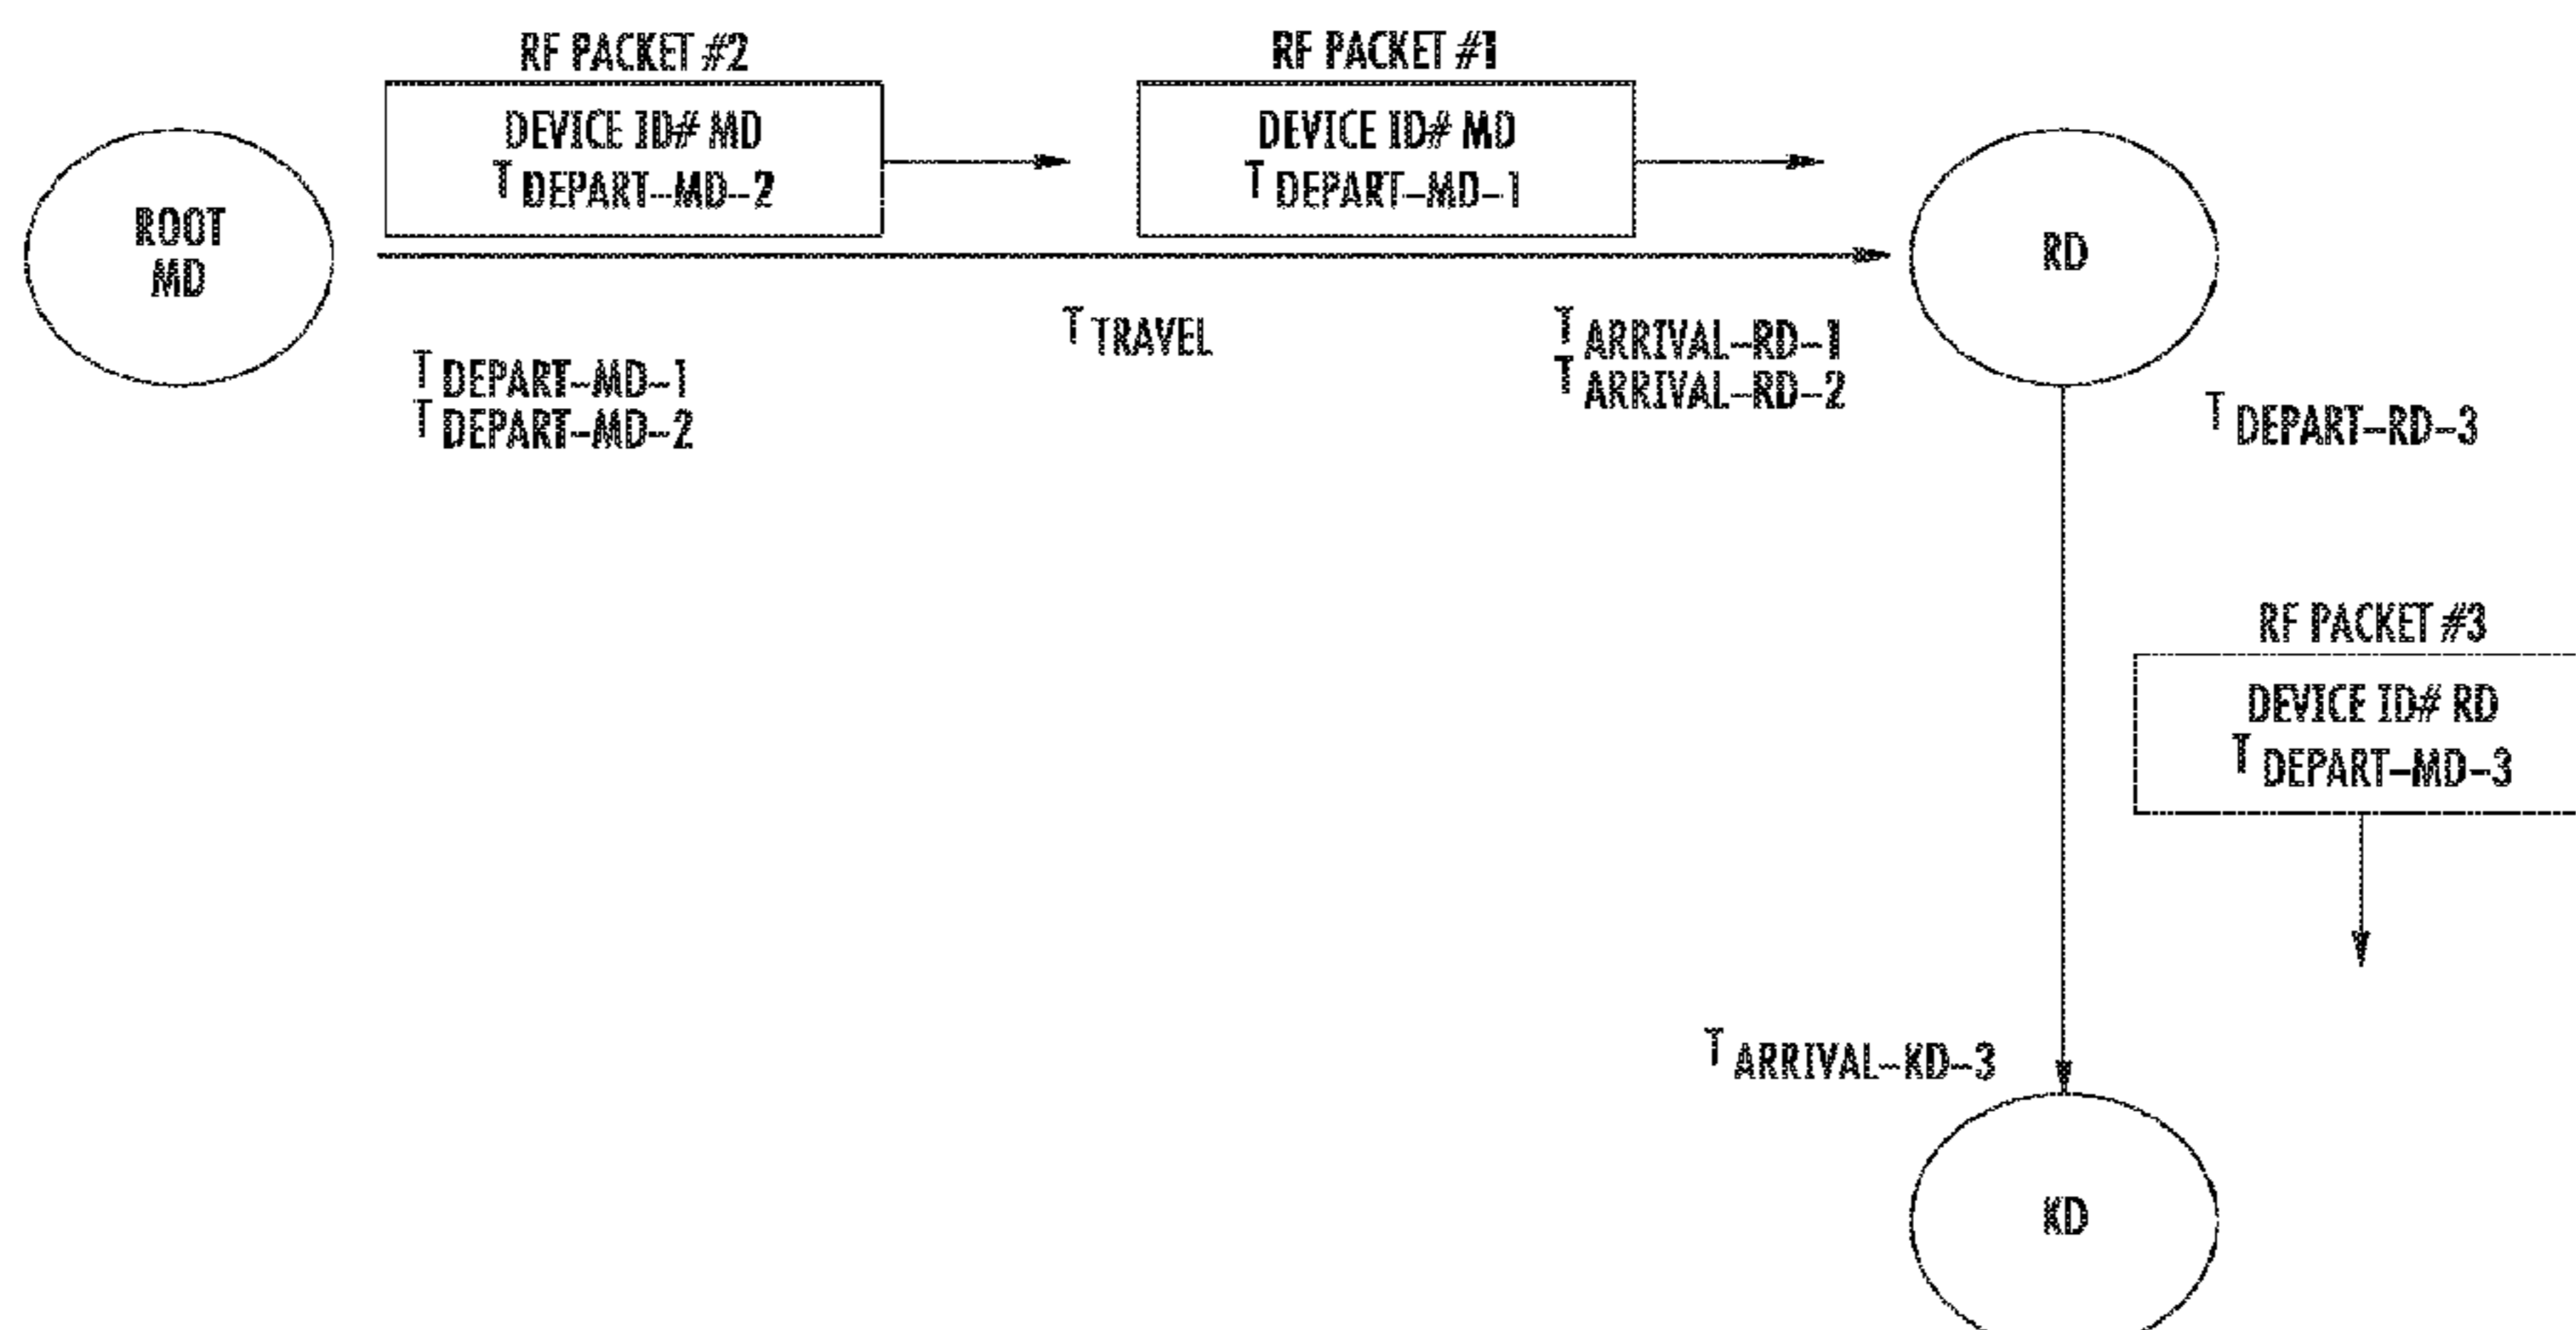 RF PACKET #2
DEVICE ID# MD
T DEPART-MD-2
RF PACKET #1
DEVICE ID# MD
T DEPART-MD-1
ROOT
MD
RD
T TRAVEL
T ARRIVAL-RD-1
T ARRIVAL-RD-2
T DEPART-MD-1
T DEPART-MD-2
T DEPART-RD-3
RF PACKET #3
DEVICE ID# RD
T DEPART-MD-3
T ARRIVAL-KD-3
KD